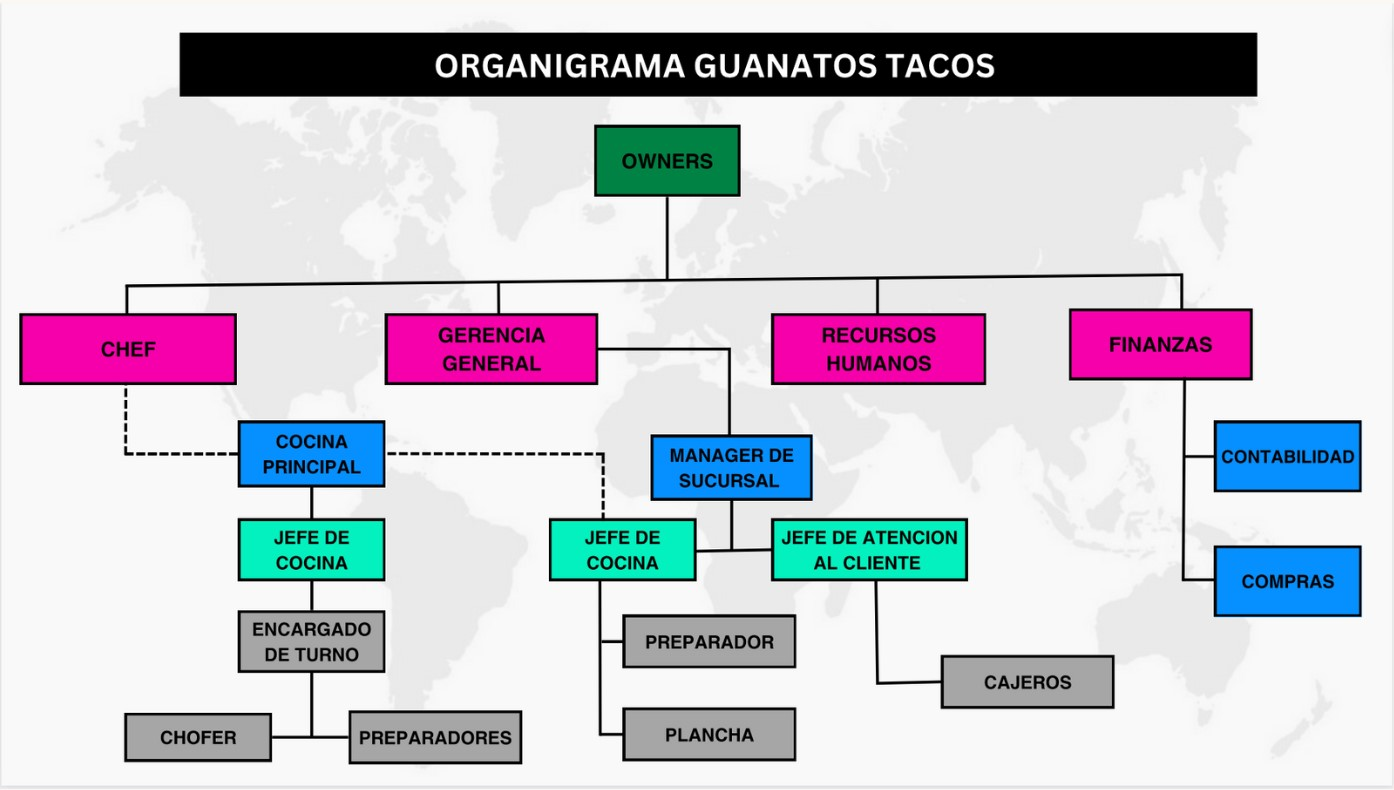 ORGANIGRAMA GUANATOS TACOS
OWNERS
CHEF
GERENCIA
GENERAL
RECURSOS
HUMANOS
FINANZAS
COCINA
PRINCIPAL
MANAGER DE
SUCURSAL
CONTABILIDAD
JEFE DE
COCINA
JEFE DE
COCINA
JEFE DE ATENCION
AL CLIENTE
COMPRAS
ENCARGADO
DE TURNO
PREPARADOR
CAJEROS
CHOFER
PREPARADORES
PLANCHA